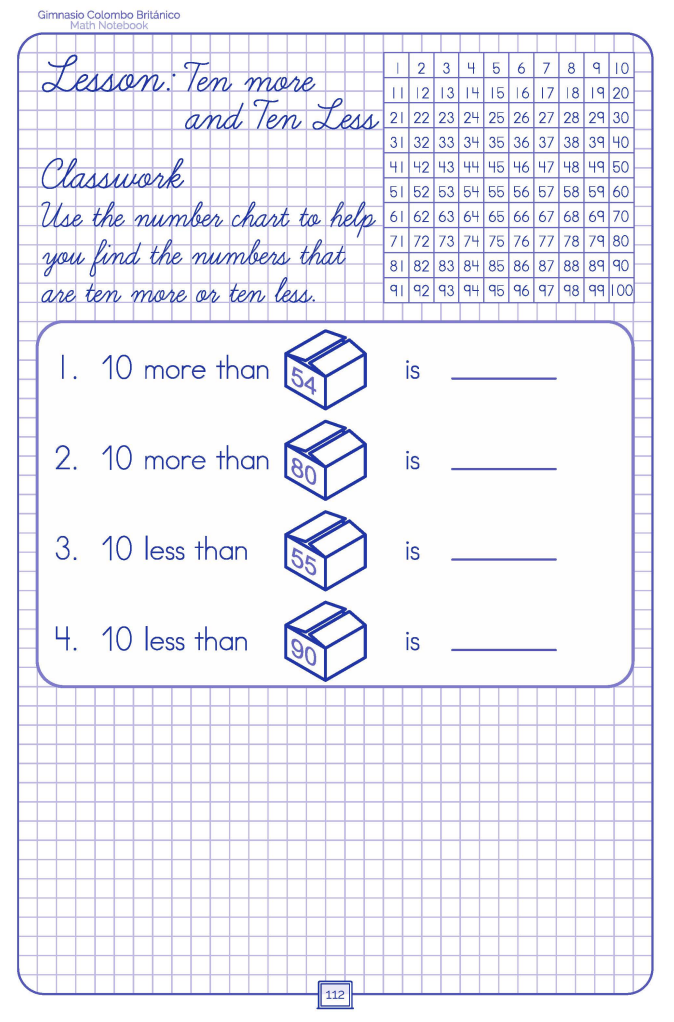 Gimnasio Colombo Británico
Math Notebook
Lesson: Ten more
and Ten Less
Classwork
Use the number chart to help
you find the numbers that
are ten more or ten less.
1 2 3 4 5 6 7 8 9 10
11 12 13 14 15 16 17 18 19 20
21 22 23 24 25 26 27 28 29 30
31 32 33 34 35 36 37 38 39 40
41 42 43 44 45 46 47 48 49 50
51 52 53 54 55 56 57 58 59 60
61 62 63 64 65 66 67 68 69 70
71 72 73 74 75 76 77 78 79 80
81 82 83 84 85 86 87 88 89 90
91 92 93 94 95 96 97 98 99 100
1. 10 more than 54 is
2. 10 more than 80 is
3. 10 less than 55 is
4. 10 less than 90 is
112